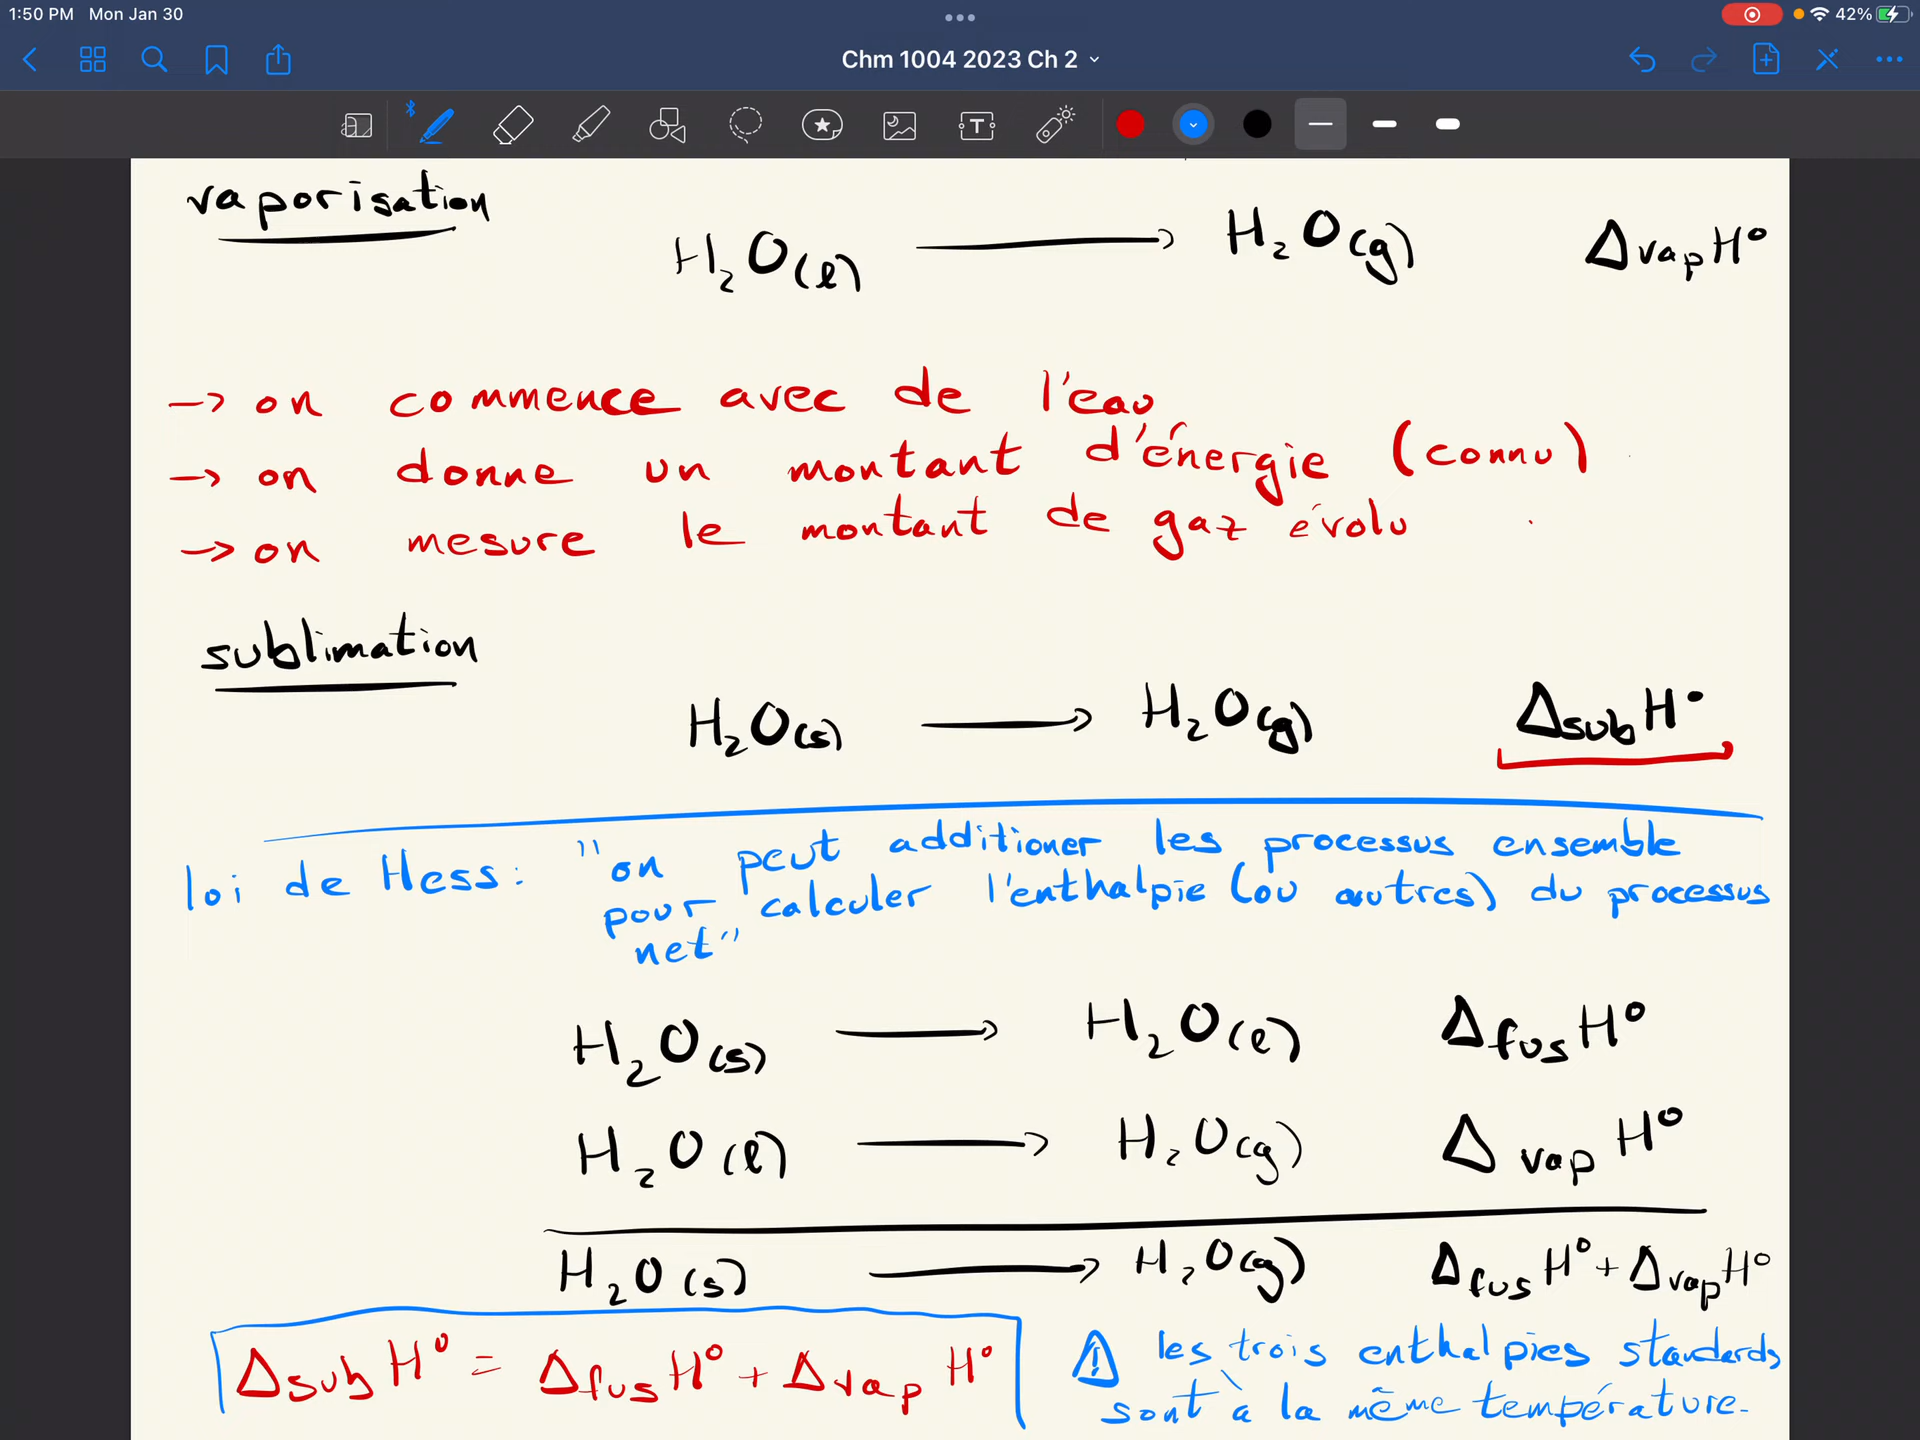 1:50 PM Mon Jan 30
42%
Chm 1004 2023 Ch 2
vaporisation
H₂O(l) → H₂O(g) ΔvapH°
→ on commence avec de l'eau
→ on donne un montant d'énergie (connu)
→ on mesure le montant de gaz évolu
sublimation
H₂O(s) → H₂O(g) ΔsubH°
loi de Hess: "on peut additioner les processus ensemble
pour calculer l'enthalpie (ou autres) du processus
net"
H₂O(s) → H₂O(l) ΔfusH°
H₂O(l) → H₂O(g) ΔvapH°
H₂O(s) → H₂O(g) ΔfusH° + ΔvapH°
ΔsubH° = ΔfusH° + ΔvapH°
⚠ les trois enthalpies standards
sont à la même température.